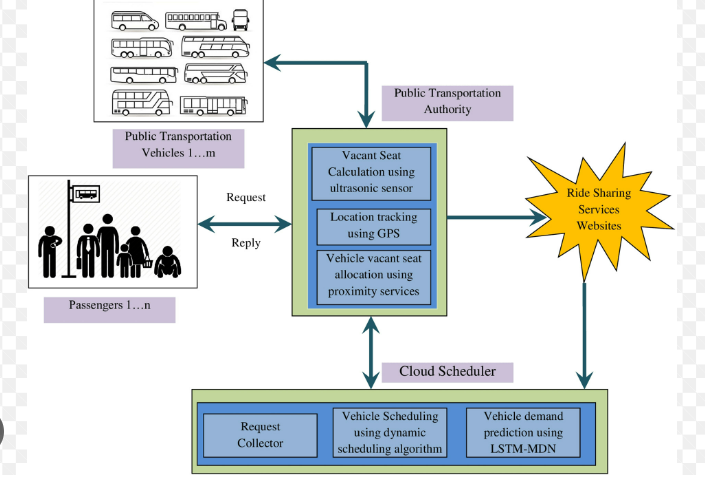 Public Transportation
Vehicles 1…m
Public Transportation
Authority
Vacant Seat
Calculation using
ultrasonic sensor
Location tracking
using GPS
Vehicle vacant seat
allocation using
proximity services
Request
Reply
Passengers 1…n
Ride Sharing
Services
Websites
Cloud Scheduler
Request
Collector
Vehicle Scheduling
using dynamic
scheduling algorithm
Vehicle demand
prediction using
LSTM-MDN